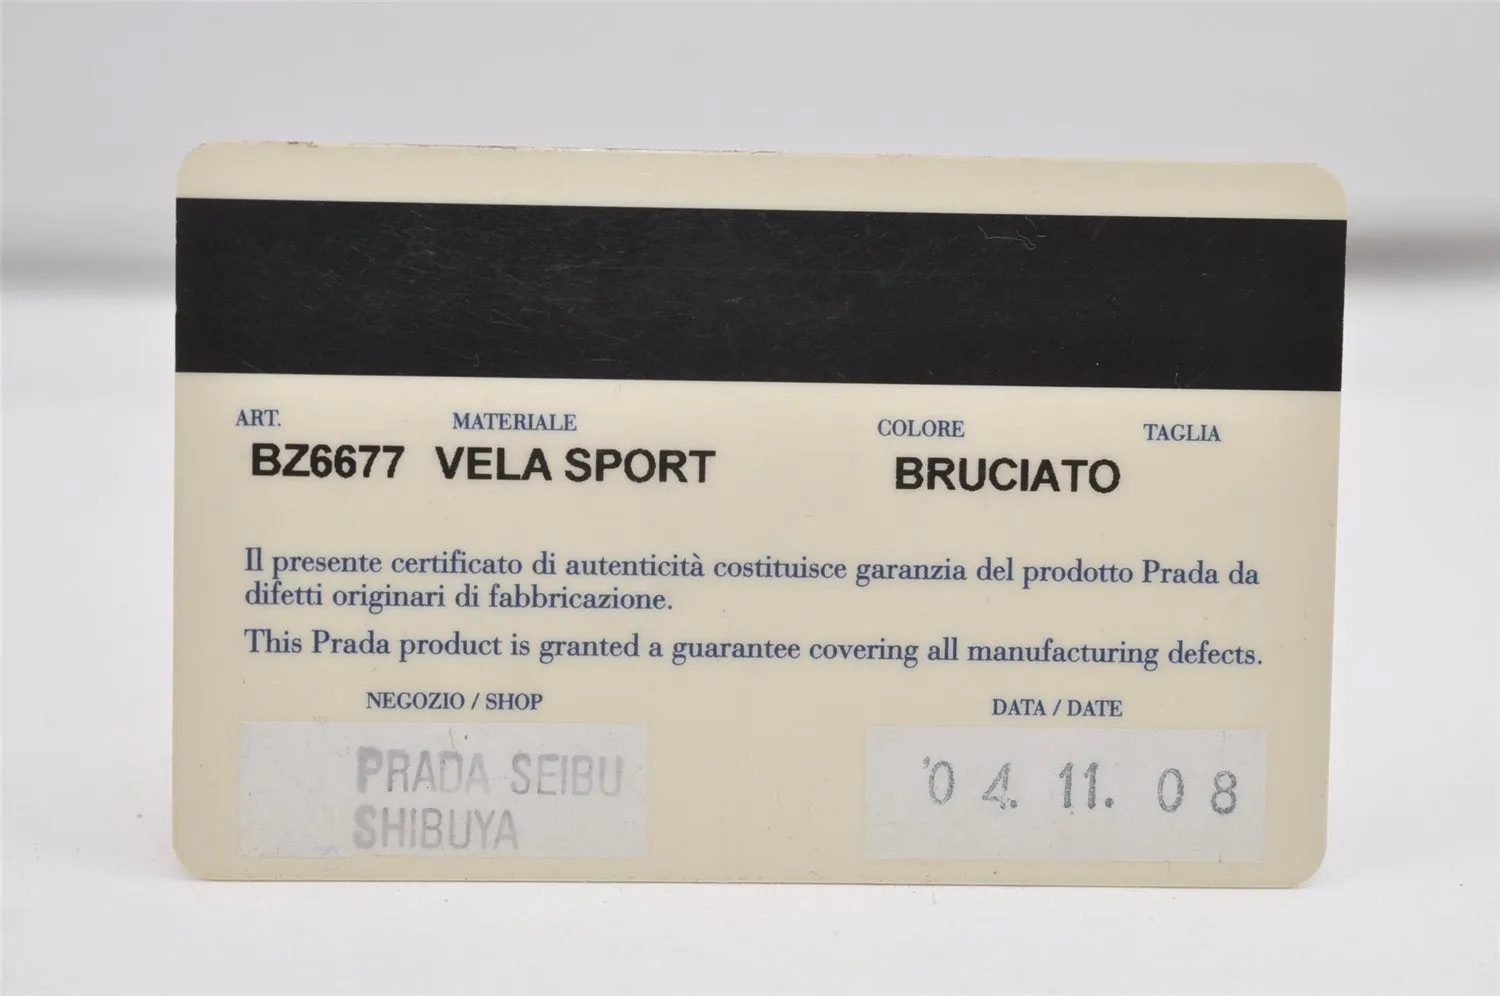 ART. MATERIALE COLORE TAGLIA
BZ6677 VELA SPORT BRUCIATO
Il presente certificato di autenticità costituisce garanzia del prodotto Prada da
difetti originari di fabbricazione.
This Prada product is granted a guarantee covering all manufacturing defects.
NEGOZIO / SHOP DATA / DATE
PRADA SEIBU
SHIBUYA
'04. 11. 08